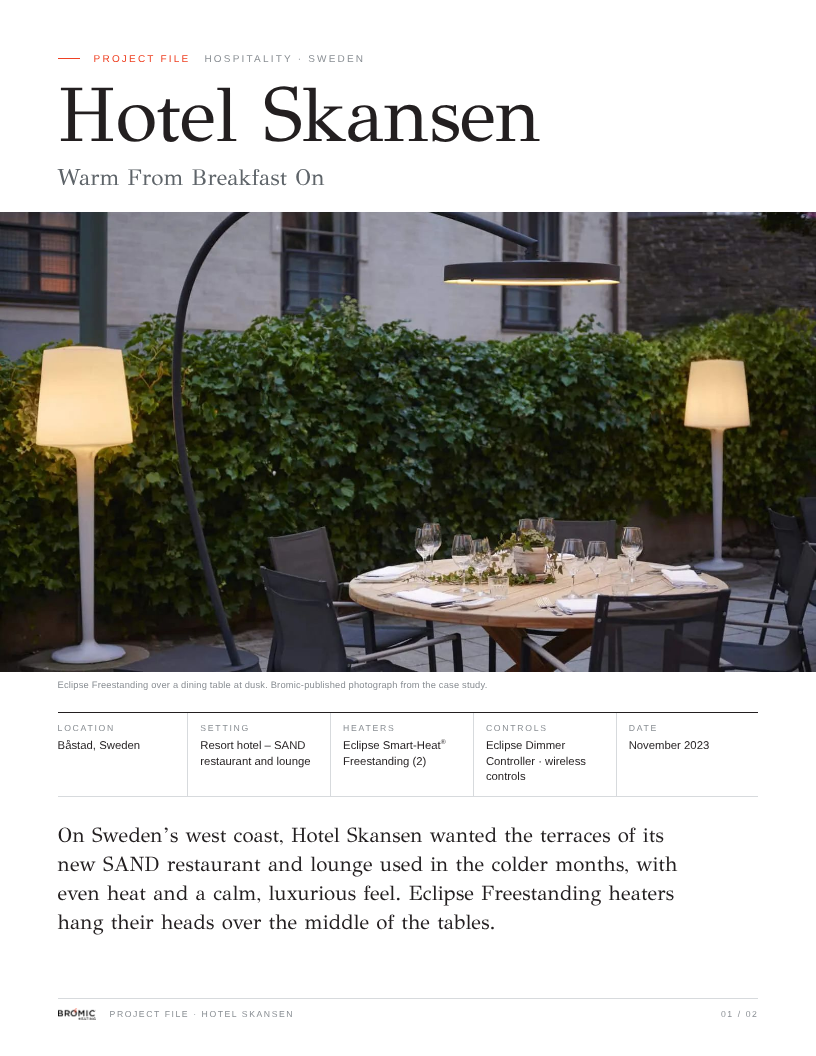 PROJECT FILE HOSPITALITY · SWEDEN
Hotel Skansen
Warm From Breakfast On
Eclipse Freestanding over a dining table at dusk. Bromic-published photograph from the case study.
LOCATION
Båstad, Sweden
SETTING
Resort hotel – SAND
restaurant and lounge
HEATERS
Eclipse Smart-Heat®
Freestanding (2)
CONTROLS
Eclipse Dimmer
Controller · wireless
controls
DATE
November 2023
On Sweden’s west coast, Hotel Skansen wanted the terraces of its
new SAND restaurant and lounge used in the colder months, with
even heat and a calm, luxurious feel. Eclipse Freestanding heaters
hang their heads over the middle of the tables.
BROMIC
HEATING
PROJECT FILE · HOTEL SKANSEN
01 / 02